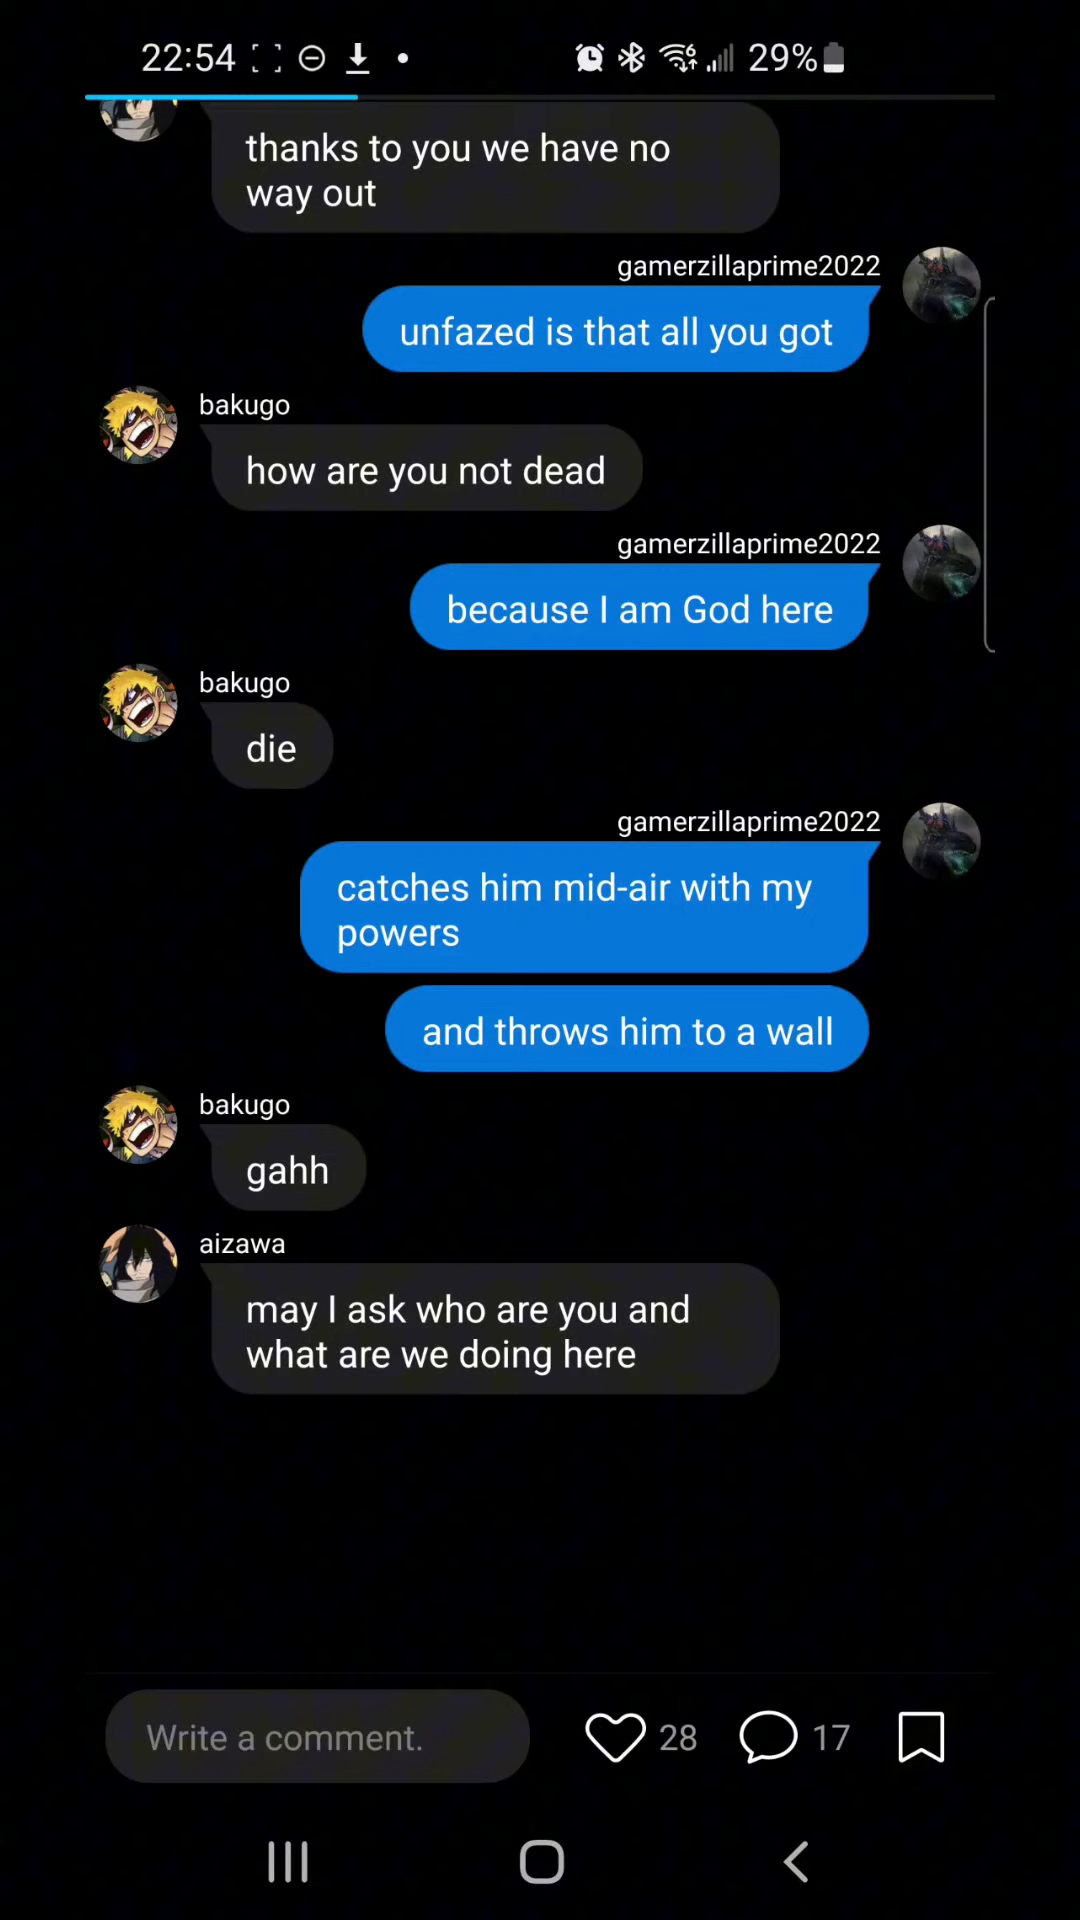 22:54
29%
thanks to you we have no
way out
gamerzillaprime2022
unfazed is that all you got
bakugo
how are you not dead
gamerzillaprime2022
because I am God here
bakugo
die
gamerzillaprime2022
catches him mid-air with my
powers
and throws him to a wall
bakugo
gahh
aizawa
may I ask who are you and
what are we doing here
Write a comment.
28
17